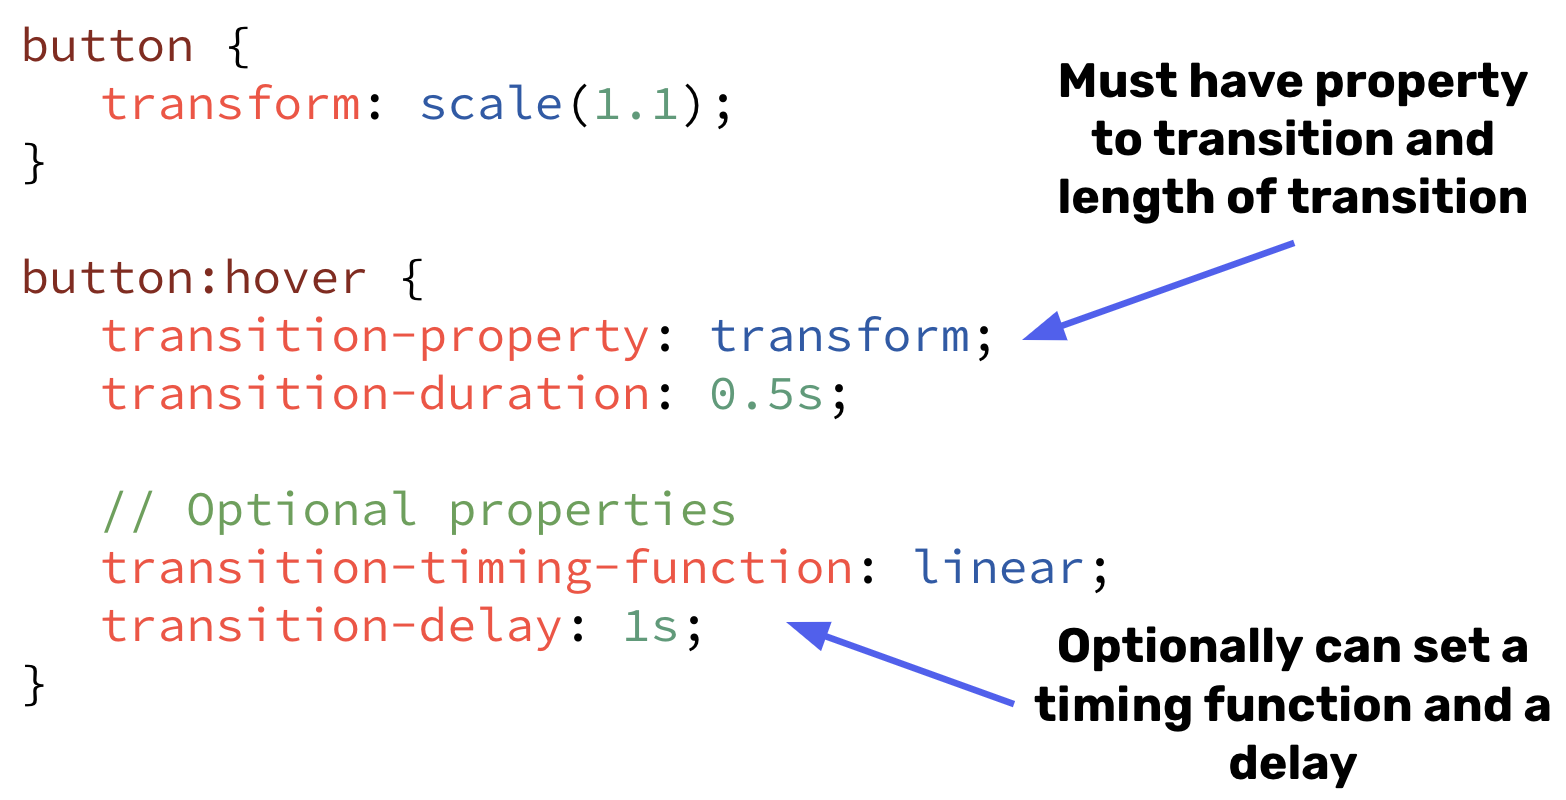 button {
transform: scale(1.1);
}
Must have property
to transition and
length of transition
button:hover {
transition-property: transform;
transition-duration: 0.5s;
// Optional properties
transition-timing-function: linear;
transition-delay: 1s;
}
Optionally can set a
timing function and a
delay